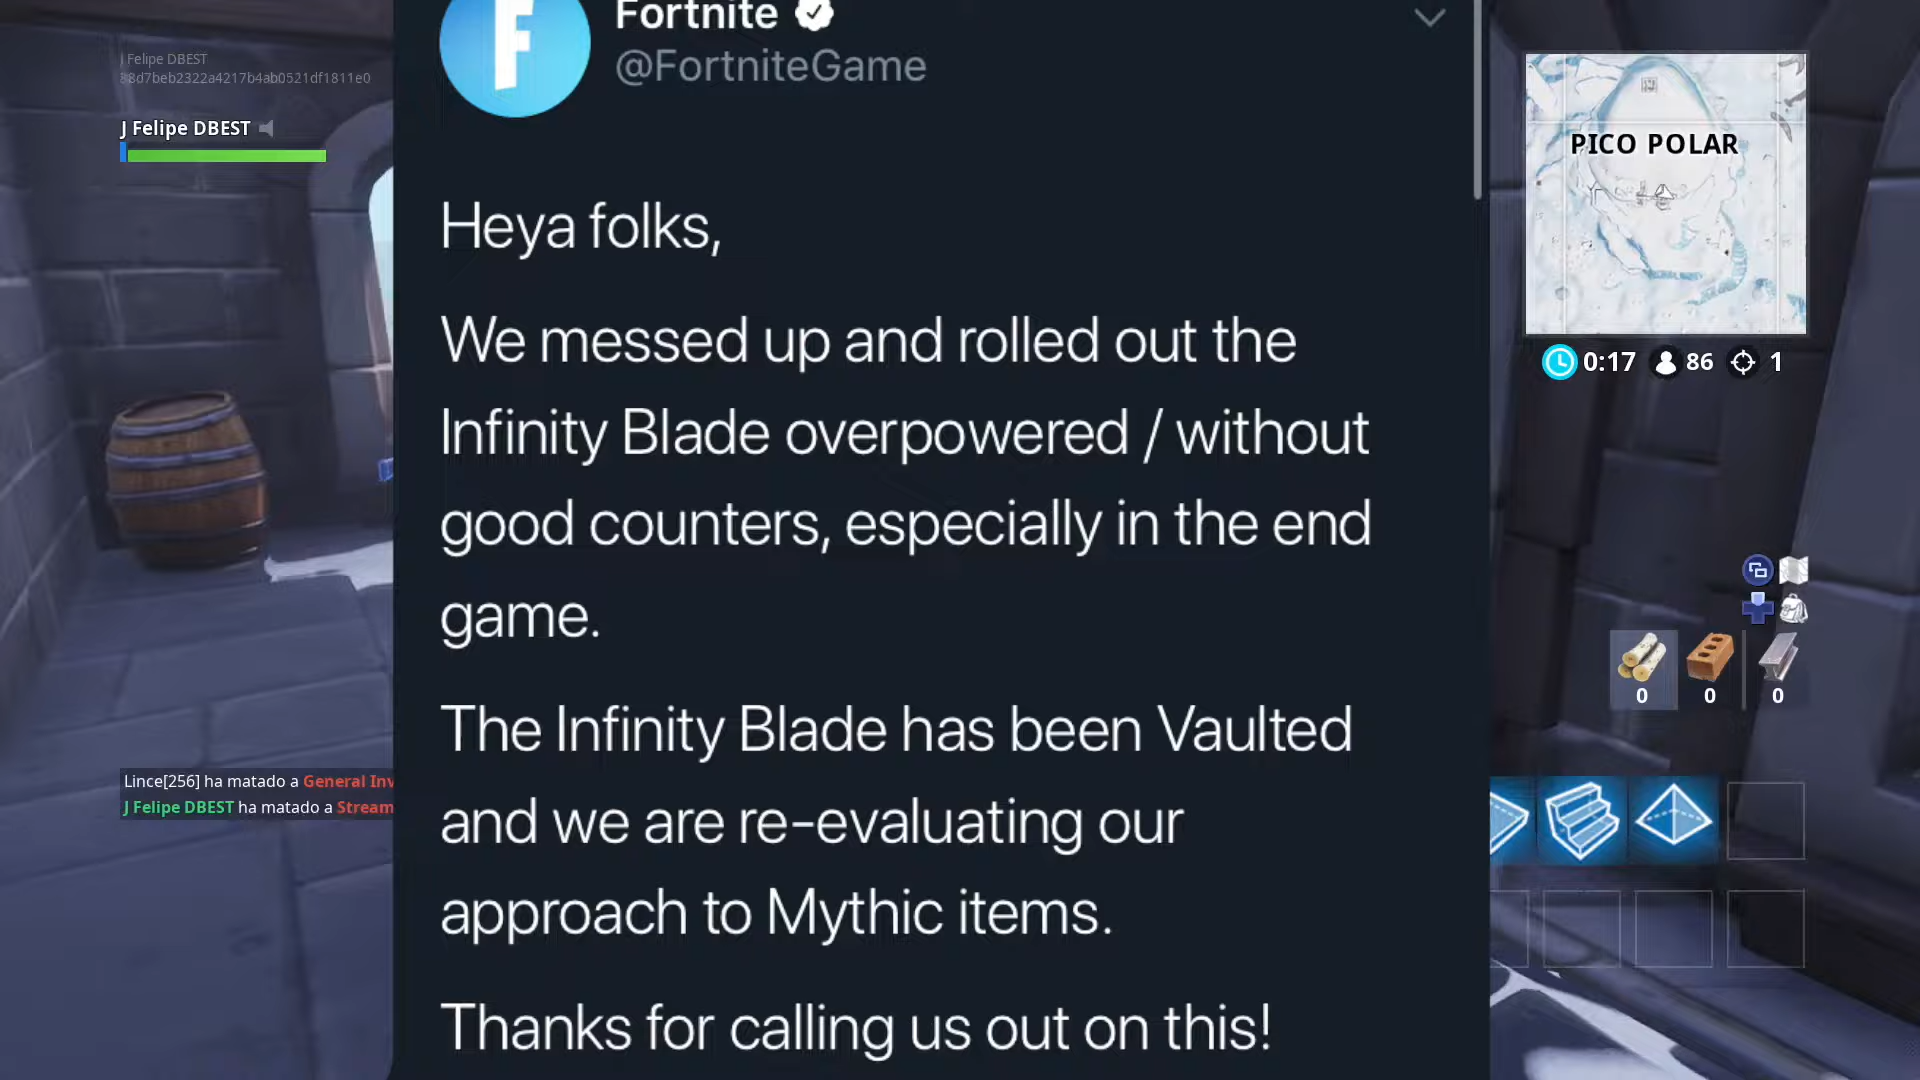 J Felipe DBEST
38d7beb2322a4217b4ab0521df1811e0
J Felipe DBEST
Fortnite
@FortniteGame
Heya folks,
We messed up and rolled out the
Infinity Blade overpowered / without
good counters, especially in the end
game.
The Infinity Blade has been Vaulted
and we are re-evaluating our
approach to Mythic items.
Thanks for calling us out on this!
PICO POLAR
0:17 86 1
0 0 0
Lince[256] ha matado a General Inv
J Felipe DBEST ha matado a Stream